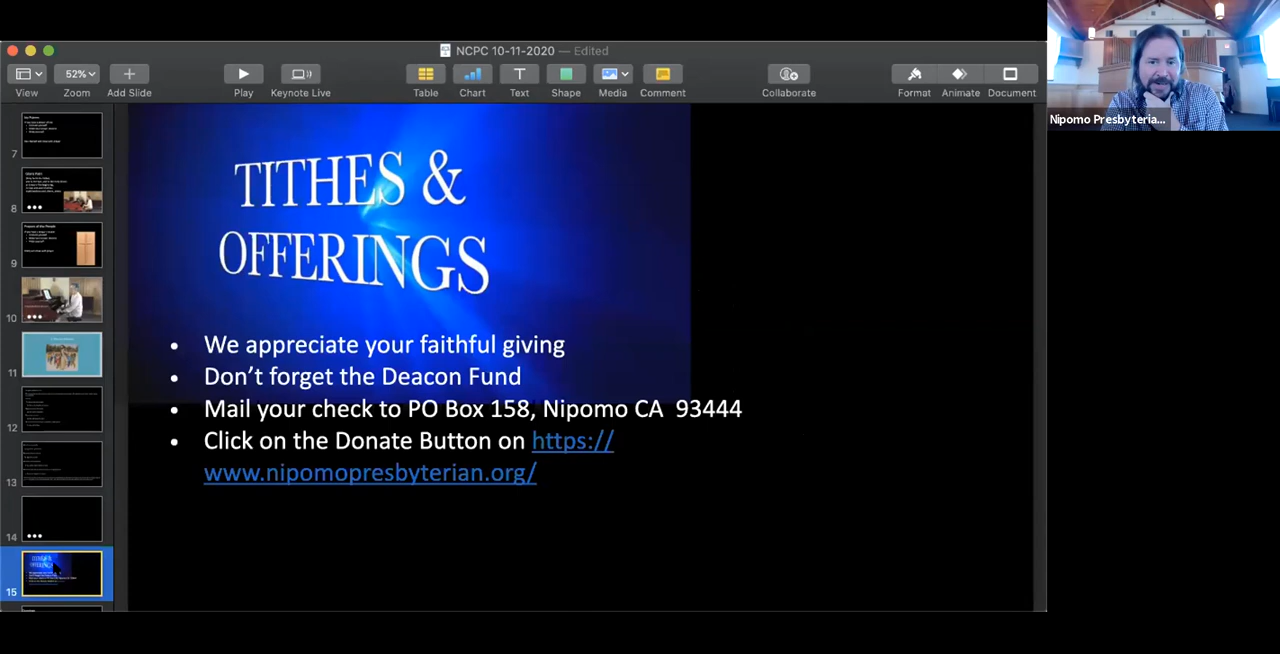 NCPC 10-11-2020 — Edited
52%
View
Zoom
Add Slide
Play
Keynote Live
Table
Chart
Text
Shape
Media
Comment
Collaborate
Format
Animate
Document
Nipomo Presbyteria...
TITHES &
OFFERINGS
• We appreciate your faithful giving
• Don’t forget the Deacon Fund
• Mail your check to PO Box 158, Nipomo CA 93444
• Click on the Donate Button on https://
www.nipomopresbyterian.org/
7
8
9
10
11
12
13
14
TITHES &
OFFERINGS
15